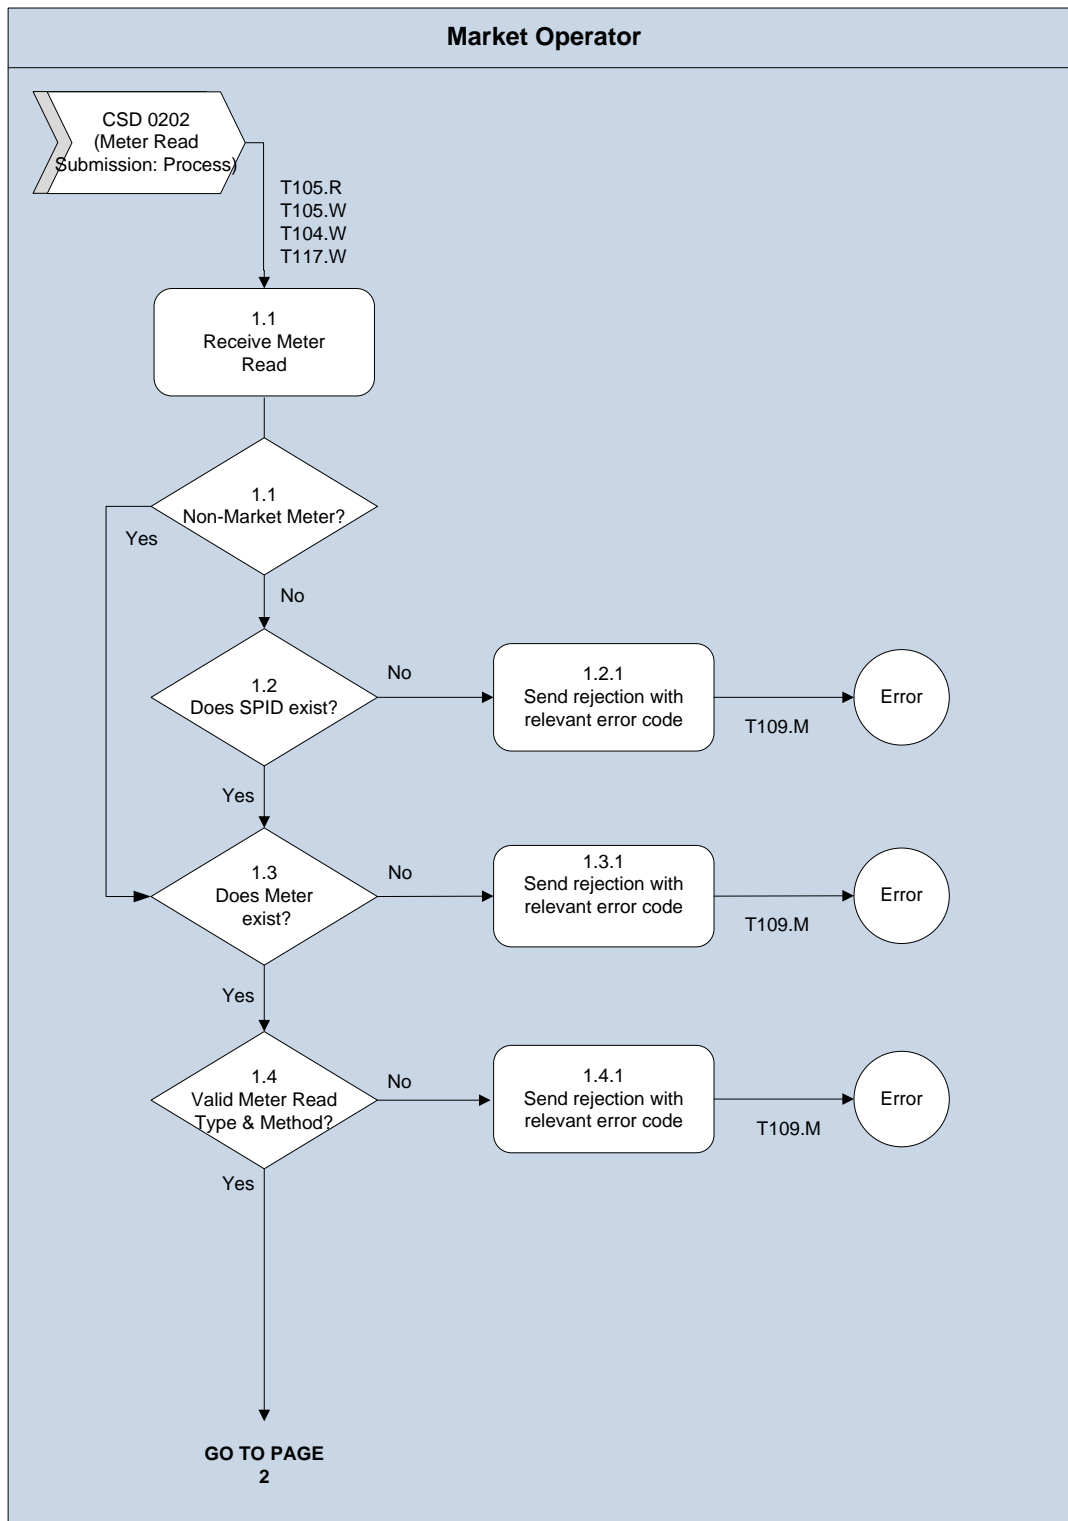 Market Operator
CSD 0202
(Meter Read
Submission: Process)
T105.R
T105.W
T104.W
T117.W
1.1
Receive Meter
Read
1.1
Non-Market Meter?
Yes
No
1.2
Does SPID exist?
No
1.2.1
Send rejection with
relevant error code
T109.M
Error
Yes
1.3
Does Meter
exist?
No
1.3.1
Send rejection with
relevant error code
T109.M
Error
Yes
1.4
Valid Meter Read
Type & Method?
No
1.4.1
Send rejection with
relevant error code
T109.M
Error
Yes
GO TO PAGE
2